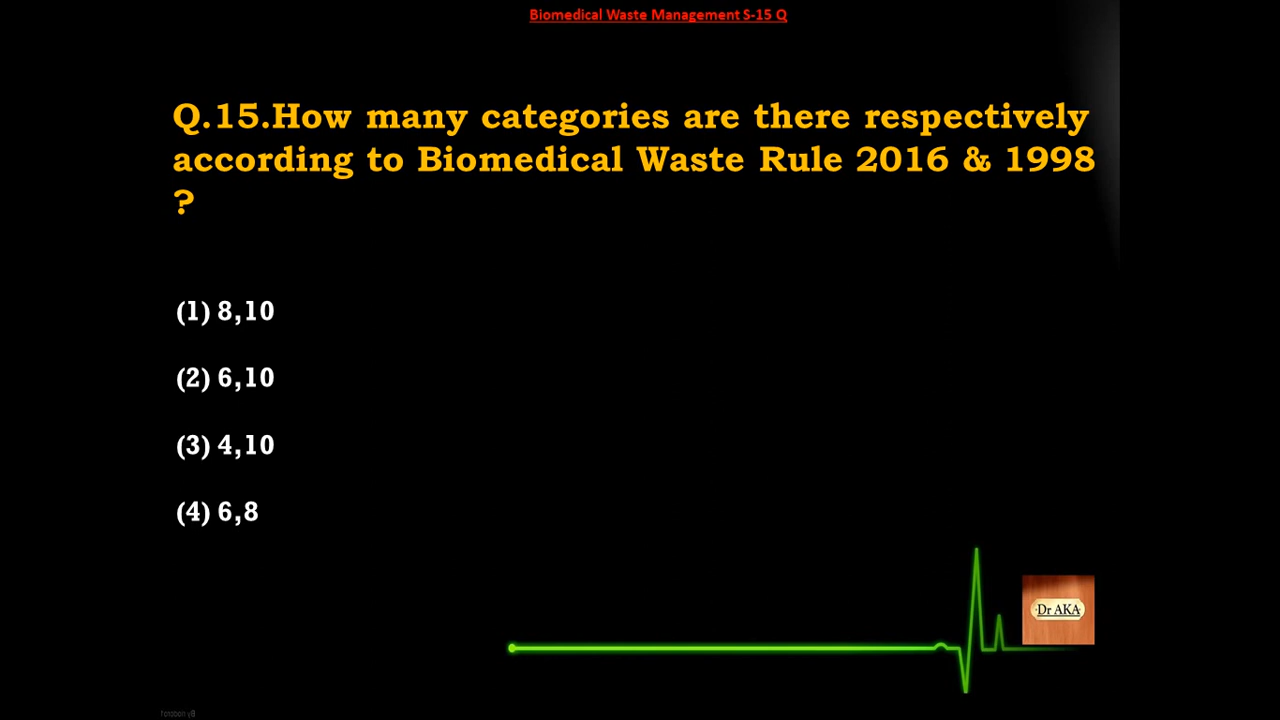 Biomedical Waste Management S-15 Q
Q.15.How many categories are there respectively
according to Biomedical Waste Rule 2016 & 1998
?
(1) 8,10
(2) 6,10
(3) 4,10
(4) 6,8
Dr AKA